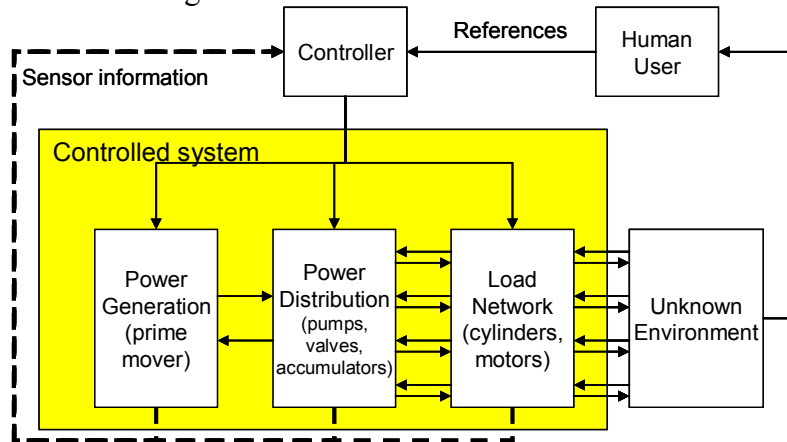 References
Controller
Human
User
Sensor information
Controlled system
Power
Generation
(prime
mover)
Power
Distribution
(pumps,
valves,
accumulators)
Load
Network
(cylinders,
motors)
Unknown
Environment